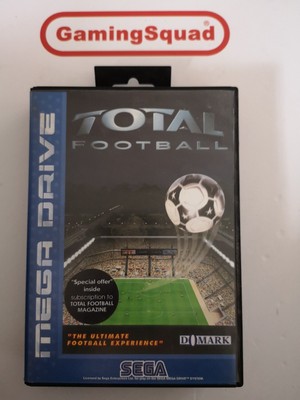 GamingSquad
TOTAL
FOOTBALL
MEGA DRIVE
"Special offer"
inside
subscription to
TOTAL FOOTBALL
MAGAZINE
"THE ULTIMATE
FOOTBALL EXPERIENCE"
DOMARK
SEGA